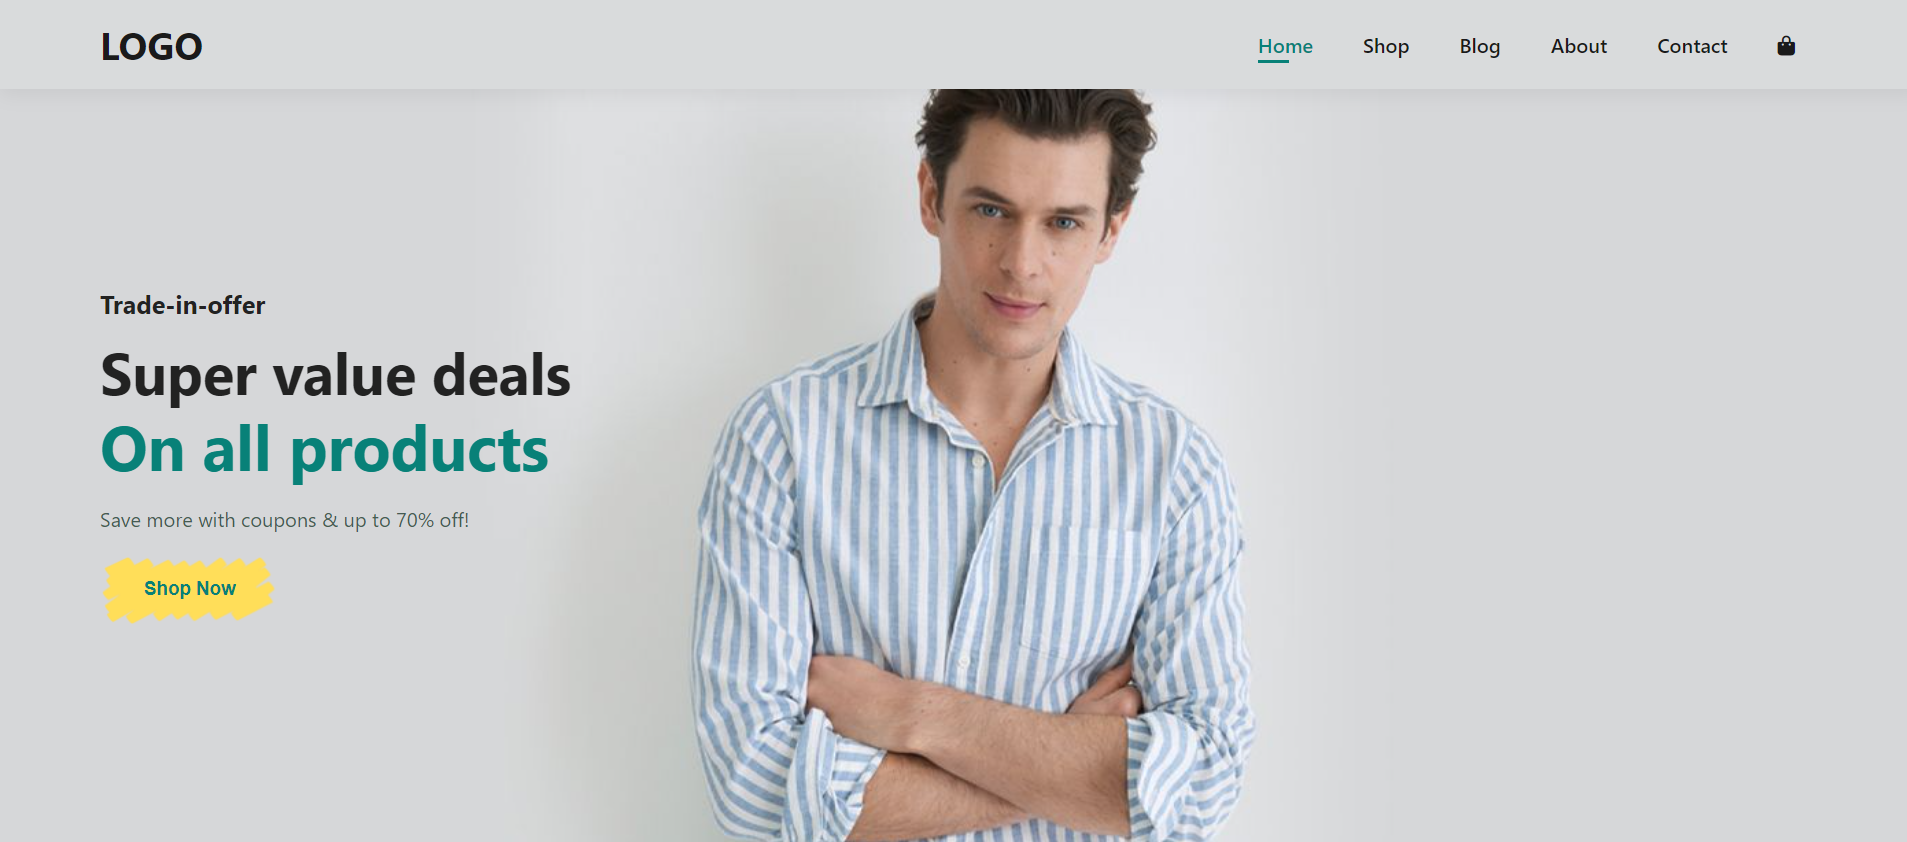 LOGO
Home Shop Blog About Contact
Trade-in-offer
Super value deals
On all products
Save more with coupons & up to 70% off!
Shop Now